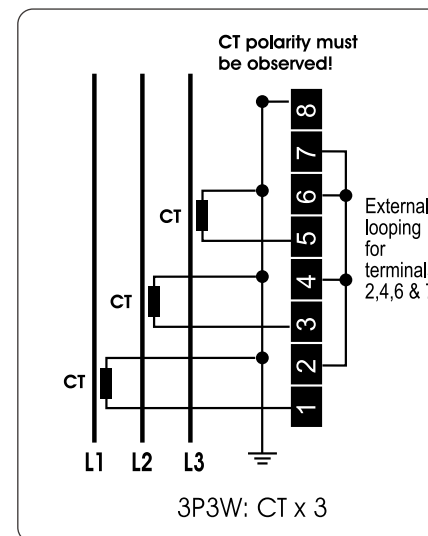 CT polarity must
be observed!
8
7
6
5
4
3
2
1
CT
CT
CT
External
looping
for
terminal
2,4,6 &
L1 L2 L3
3P3W: CT x 3